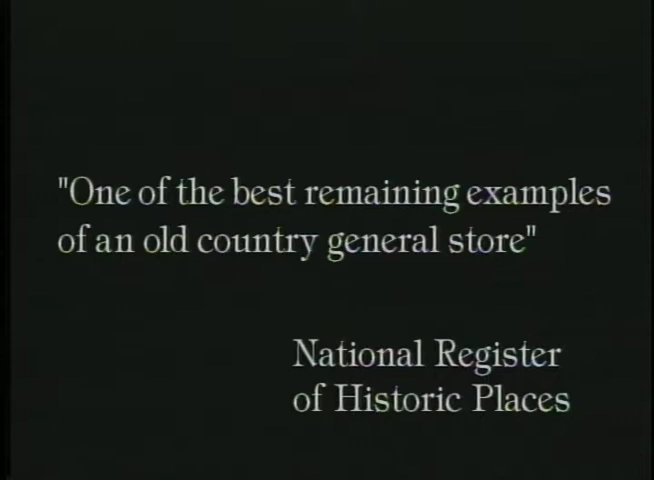 "One of the best remaining examples
of an old country general store"
National Register
of Historic Places